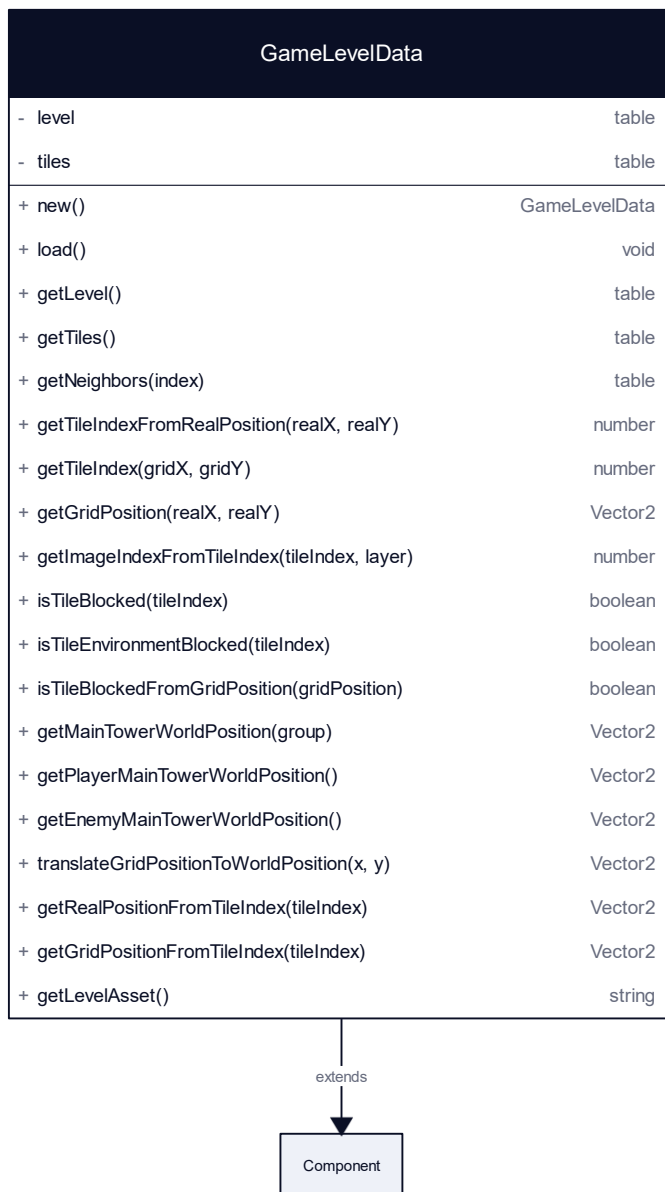 GameLevelData
- level table
- tiles table
+ new() GameLevelData
+ load() void
+ getLevel() table
+ getTiles() table
+ getNeighbors(index) table
+ getTileIndexFromRealPosition(realX, realY) number
+ getTileIndex(gridX, gridY) number
+ getGridPosition(realX, realY) Vector2
+ getImageIndexFromTileIndex(tileIndex, layer) number
+ isTileBlocked(tileIndex) boolean
+ isTileEnvironmentBlocked(tileIndex) boolean
+ isTileBlockedFromGridPosition(gridPosition) boolean
+ getMainTowerWorldPosition(group) Vector2
+ getPlayerMainTowerWorldPosition() Vector2
+ getEnemyMainTowerWorldPosition() Vector2
+ translateGridPositionToWorldPosition(x, y) Vector2
+ getRealPositionFromTileIndex(tileIndex) Vector2
+ getGridPositionFromTileIndex(tileIndex) Vector2
+ getLevelAsset() string
extends
Component